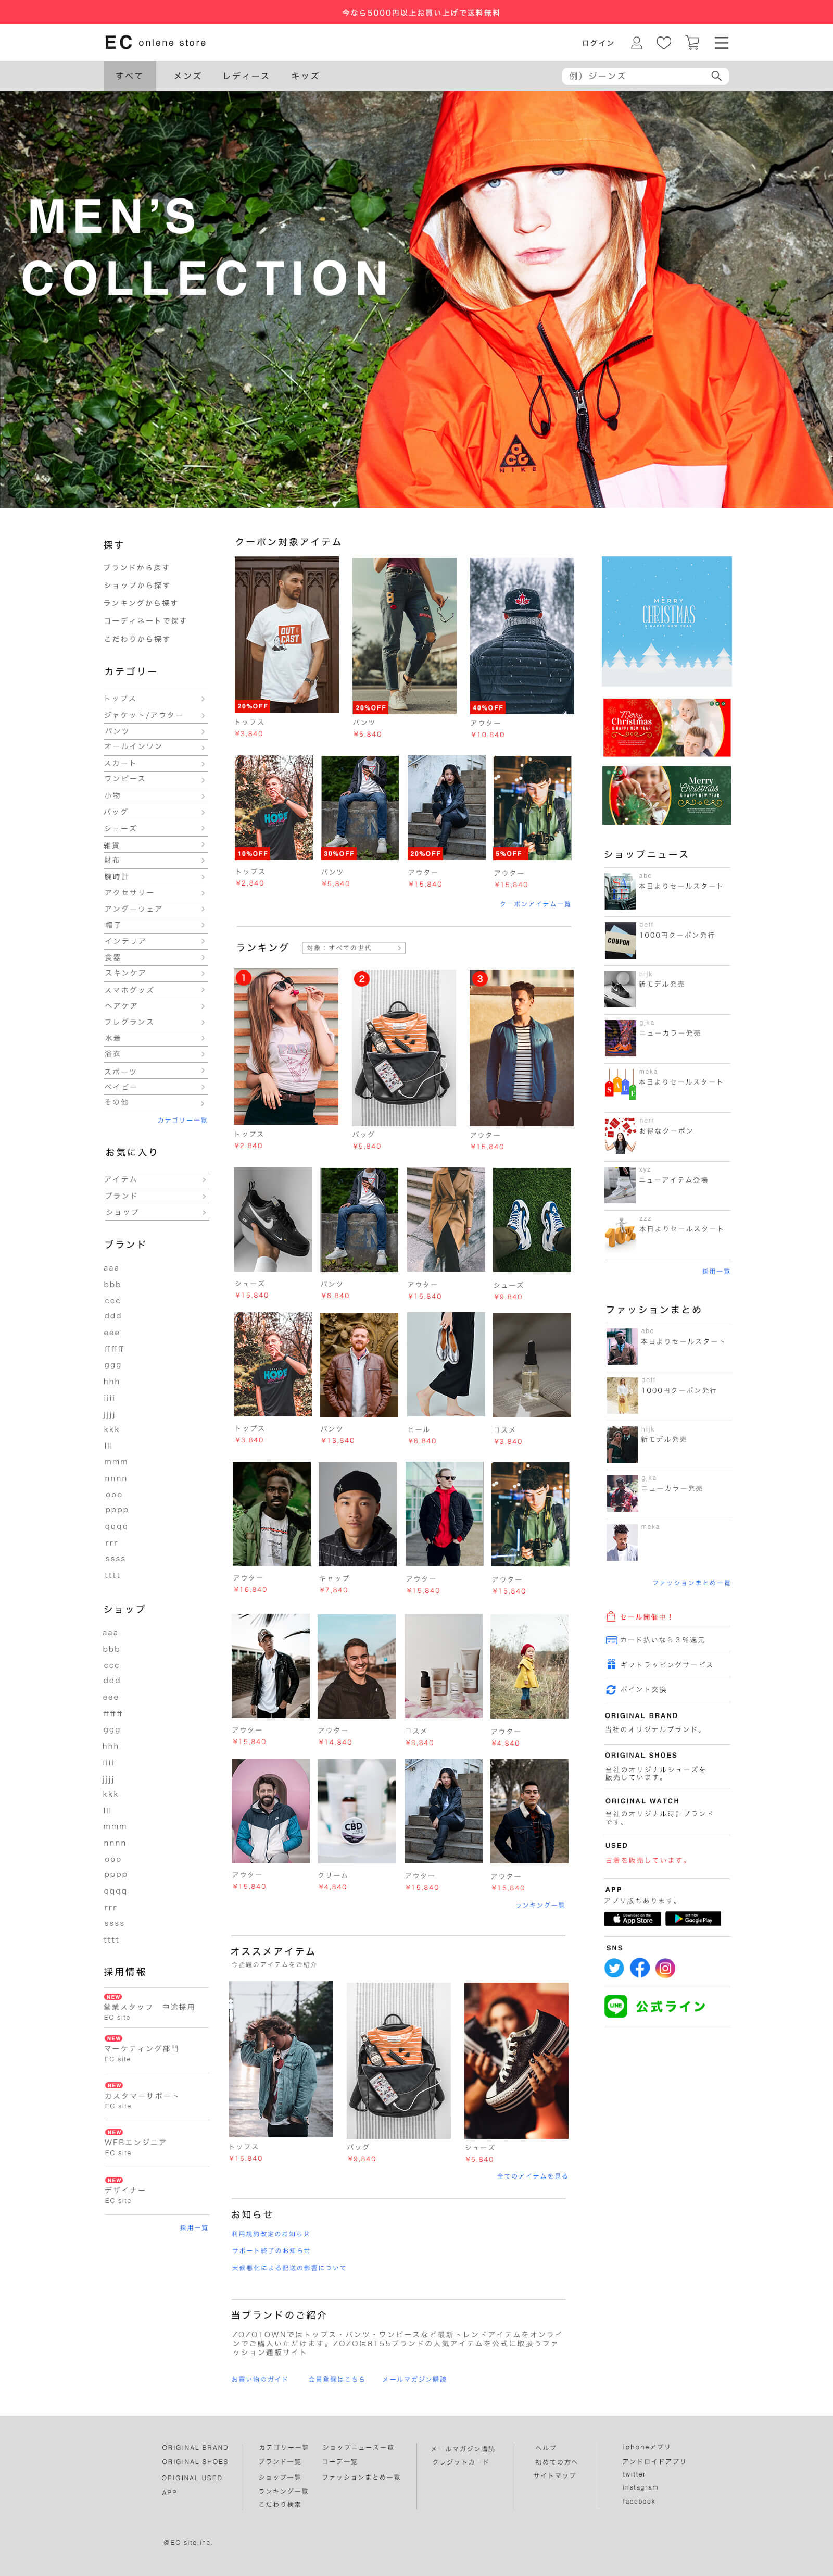 今なら5000円以上お買い上げで送料無料
EC onlene store
ログイン
すべて メンズ レディース キッズ
例）ジーンズ
MEN'S
COLLECTION
NIKE
探す
ブランドから探す
ショップから探す
ランキングから探す
コーディネートで探す
こだわりから探す
カテゴリー
トップス
ジャケット/アウター
パンツ
オールインワン
スカート
ワンピース
小物
バッグ
シューズ
雑貨
財布
腕時計
アクセサリー
アンダーウェア
帽子
インテリア
食器
スキンケア
スマホグッズ
ヘアケア
フレグランス
水着
浴衣
スポーツ
ベイビー
その他
カテゴリー一覧
お気に入り
アイテム
ブランド
ショップ
ブランド
aaa
bbb
ccc
ddd
eee
ffffff
ggg
hhh
iiii
jjjj
kkk
lll
mmm
nnnn
ooo
pppp
qqqq
rrr
ssss
tttt
ショップ
aaa
bbb
ccc
ddd
eee
ffffff
ggg
hhh
iiii
jjjj
kkk
lll
mmm
nnnn
ooo
pppp
qqqq
rrr
ssss
tttt
採用情報
NEW
営業スタッフ　中途採用
EC site
NEW
マーケティング部門
EC site
NEW
カスタマーサポート
EC site
NEW
WEBエンジニア
EC site
NEW
デザイナー
EC site
採用一覧
クーポン対象アイテム
OUT CAST
20%OFF 20%OFF 40%OFF
トップス パンツ アウター
¥3,840 ¥5,840 ¥10,840
HOPE
10%OFF 30%OFF 20%OFF 5%OFF
トップス パンツ アウター アウター
¥2,840 ¥5,840 ¥15,840 ¥15,840
クーポンアイテム一覧
ランキング
対象：すべての世代
1 2 3
トップス バッグ アウター
¥2,840 ¥5,840 ¥15,840
シューズ パンツ アウター シューズ
¥15,840 ¥6,840 ¥15,840 ¥9,840
HOPE
トップス パンツ ヒール コスメ
¥3,840 ¥13,840 ¥6,840 ¥3,840
アウター キャップ アウター アウター
¥16,840 ¥7,840 ¥15,840 ¥15,840
アウター アウター コスメ アウター
¥15,840 ¥14,840 ¥8,840 ¥4,840
CBD
アウター クリーム アウター アウター
¥15,840 ¥4,840 ¥15,840 ¥15,840
ランキング一覧
オススメアイテム
今話題のアイテムをご紹介
トップス バッグ シューズ
¥15,840 ¥9,840 ¥5,840
全てのアイテムを見る
お知らせ
利用規約改定のお知らせ
サポート終了のお知らせ
天候悪化による配送の影響について
当ブランドのご紹介
ZOZOTOWNではトップス・パンツ・ワンピースなど最新トレンドアイテムをオンライ
ンでご購入いただけます。ZOZOは8155ブランドの人気アイテムを公式に取扱うファ
ッション通販サイト
お買い物のガイド 会員登録はこちら メールマガジン購読
MERRY
CHRISTMAS
& HAPPY NEW YEAR
Merry
Christmas
& HAPPY NEW YEAR
Merry
Christmas
& HAPPY NEW YEAR
ショップニュース
abc
本日よりセールスタート
COUPON
deff
1000円クーポン発行
hijk
新モデル発売
gjka
ニューカラー発売
SALE
meka
本日よりセールスタート
nerr
お得なクーポン
xyz
ニューアイテム登場
zzz
本日よりセールスタート
採用一覧
ファッションまとめ
abc
本日よりセールスタート
deff
1000円クーポン発行
hijk
新モデル発売
gjka
ニューカラー発売
meka
ファッションまとめ一覧
セール開催中！
カード払いなら３％還元
ギフトラッピングサービス
ポイント交換
ORIGINAL BRAND
当社のオリジナルブランド。
ORIGINAL SHOES
当社のオリジナルシューズを
販売しています。
ORIGINAL WATCH
当社のオリジナル時計ブランド
です。
USED
古着を販売しています。
APP
アプリ版もあります。
Download on the
App Store
Google Play
SNS
LINE 公式ライン
ORIGINAL BRAND
ORIGINAL SHOES
ORIGINAL USED
APP
カテゴリー一覧 ショップニュース一覧
ブランド一覧 コーデ一覧
ショップ一覧 ファッションまとめ一覧
ランキング一覧
こだわり検索
メールマガジン購読
クレジットカード
ヘルプ
初めての方へ
サイトマップ
iphoneアプリ
アンドロイドアプリ
twitter
instagram
facebook
@EC site,inc.